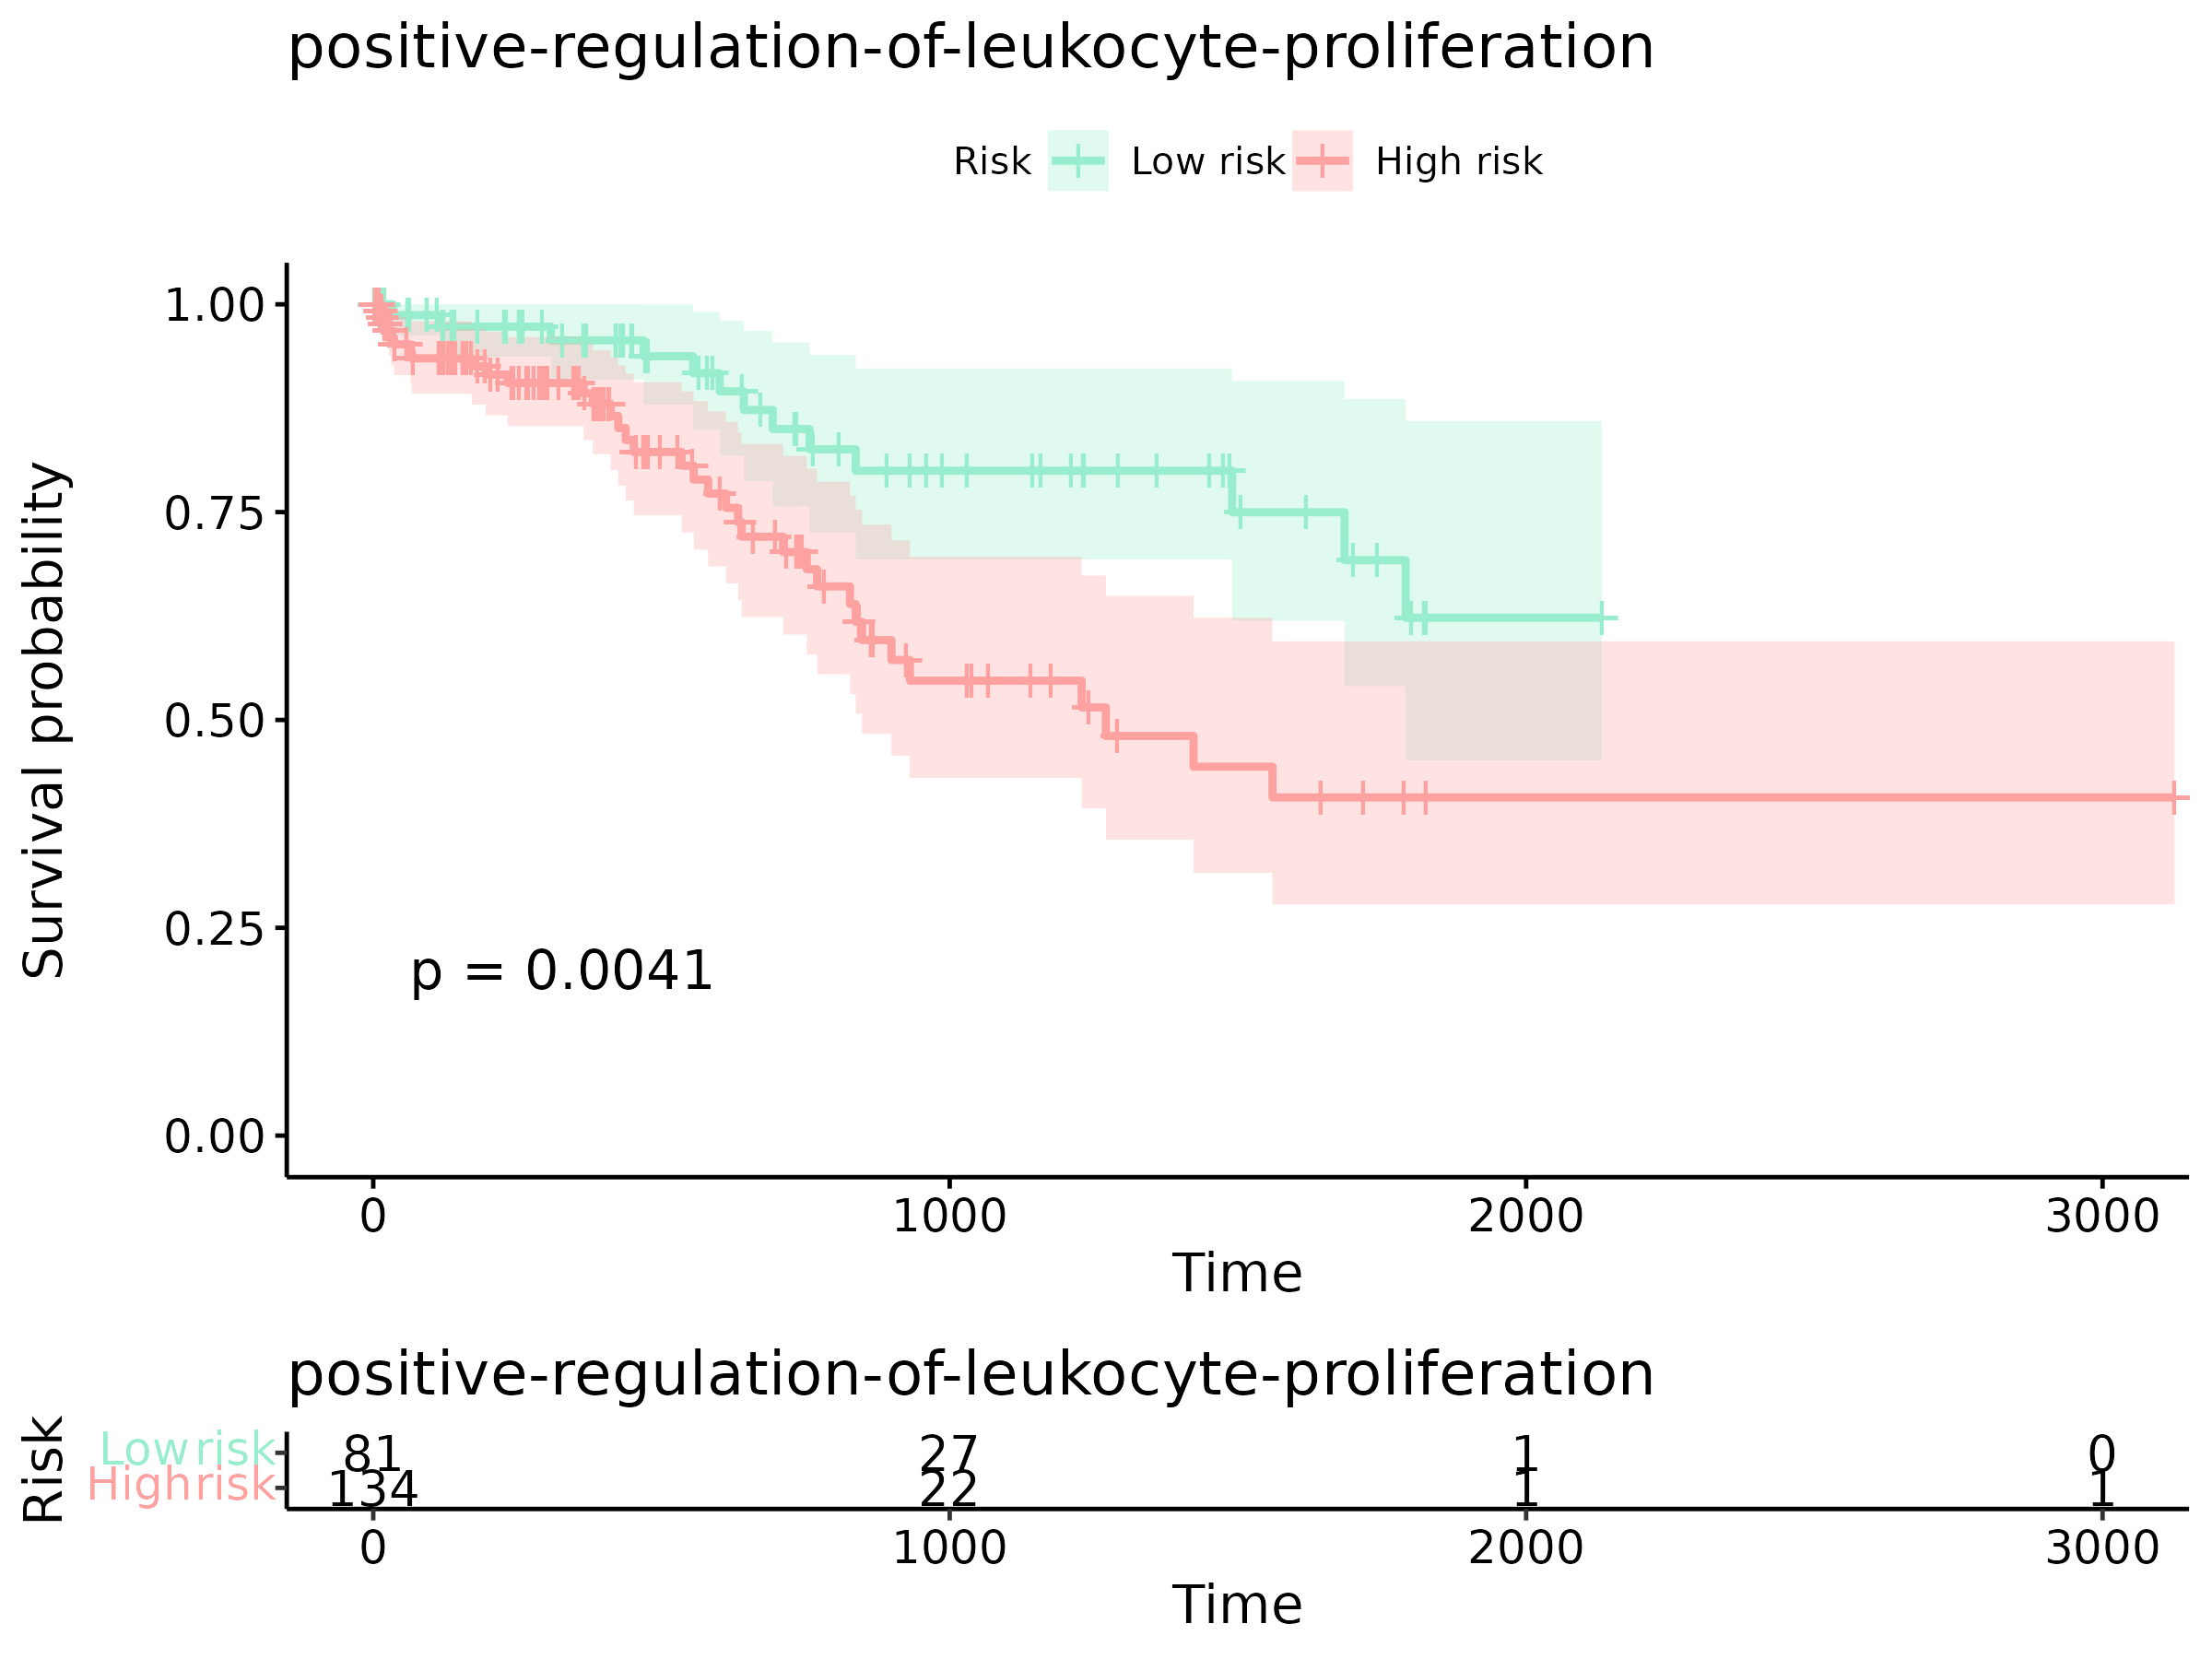 positive-regulation-of-leukocyte-proliferation
Risk Low risk High risk
Survival probability
1.00
0.75
0.50
0.25
0.00
p = 0.0041
0 1000 2000 3000
Time
positive-regulation-of-leukocyte-proliferation
Risk
Low risk 81 27 1 0
High risk 134 22 1 1
0 1000 2000 3000
Time